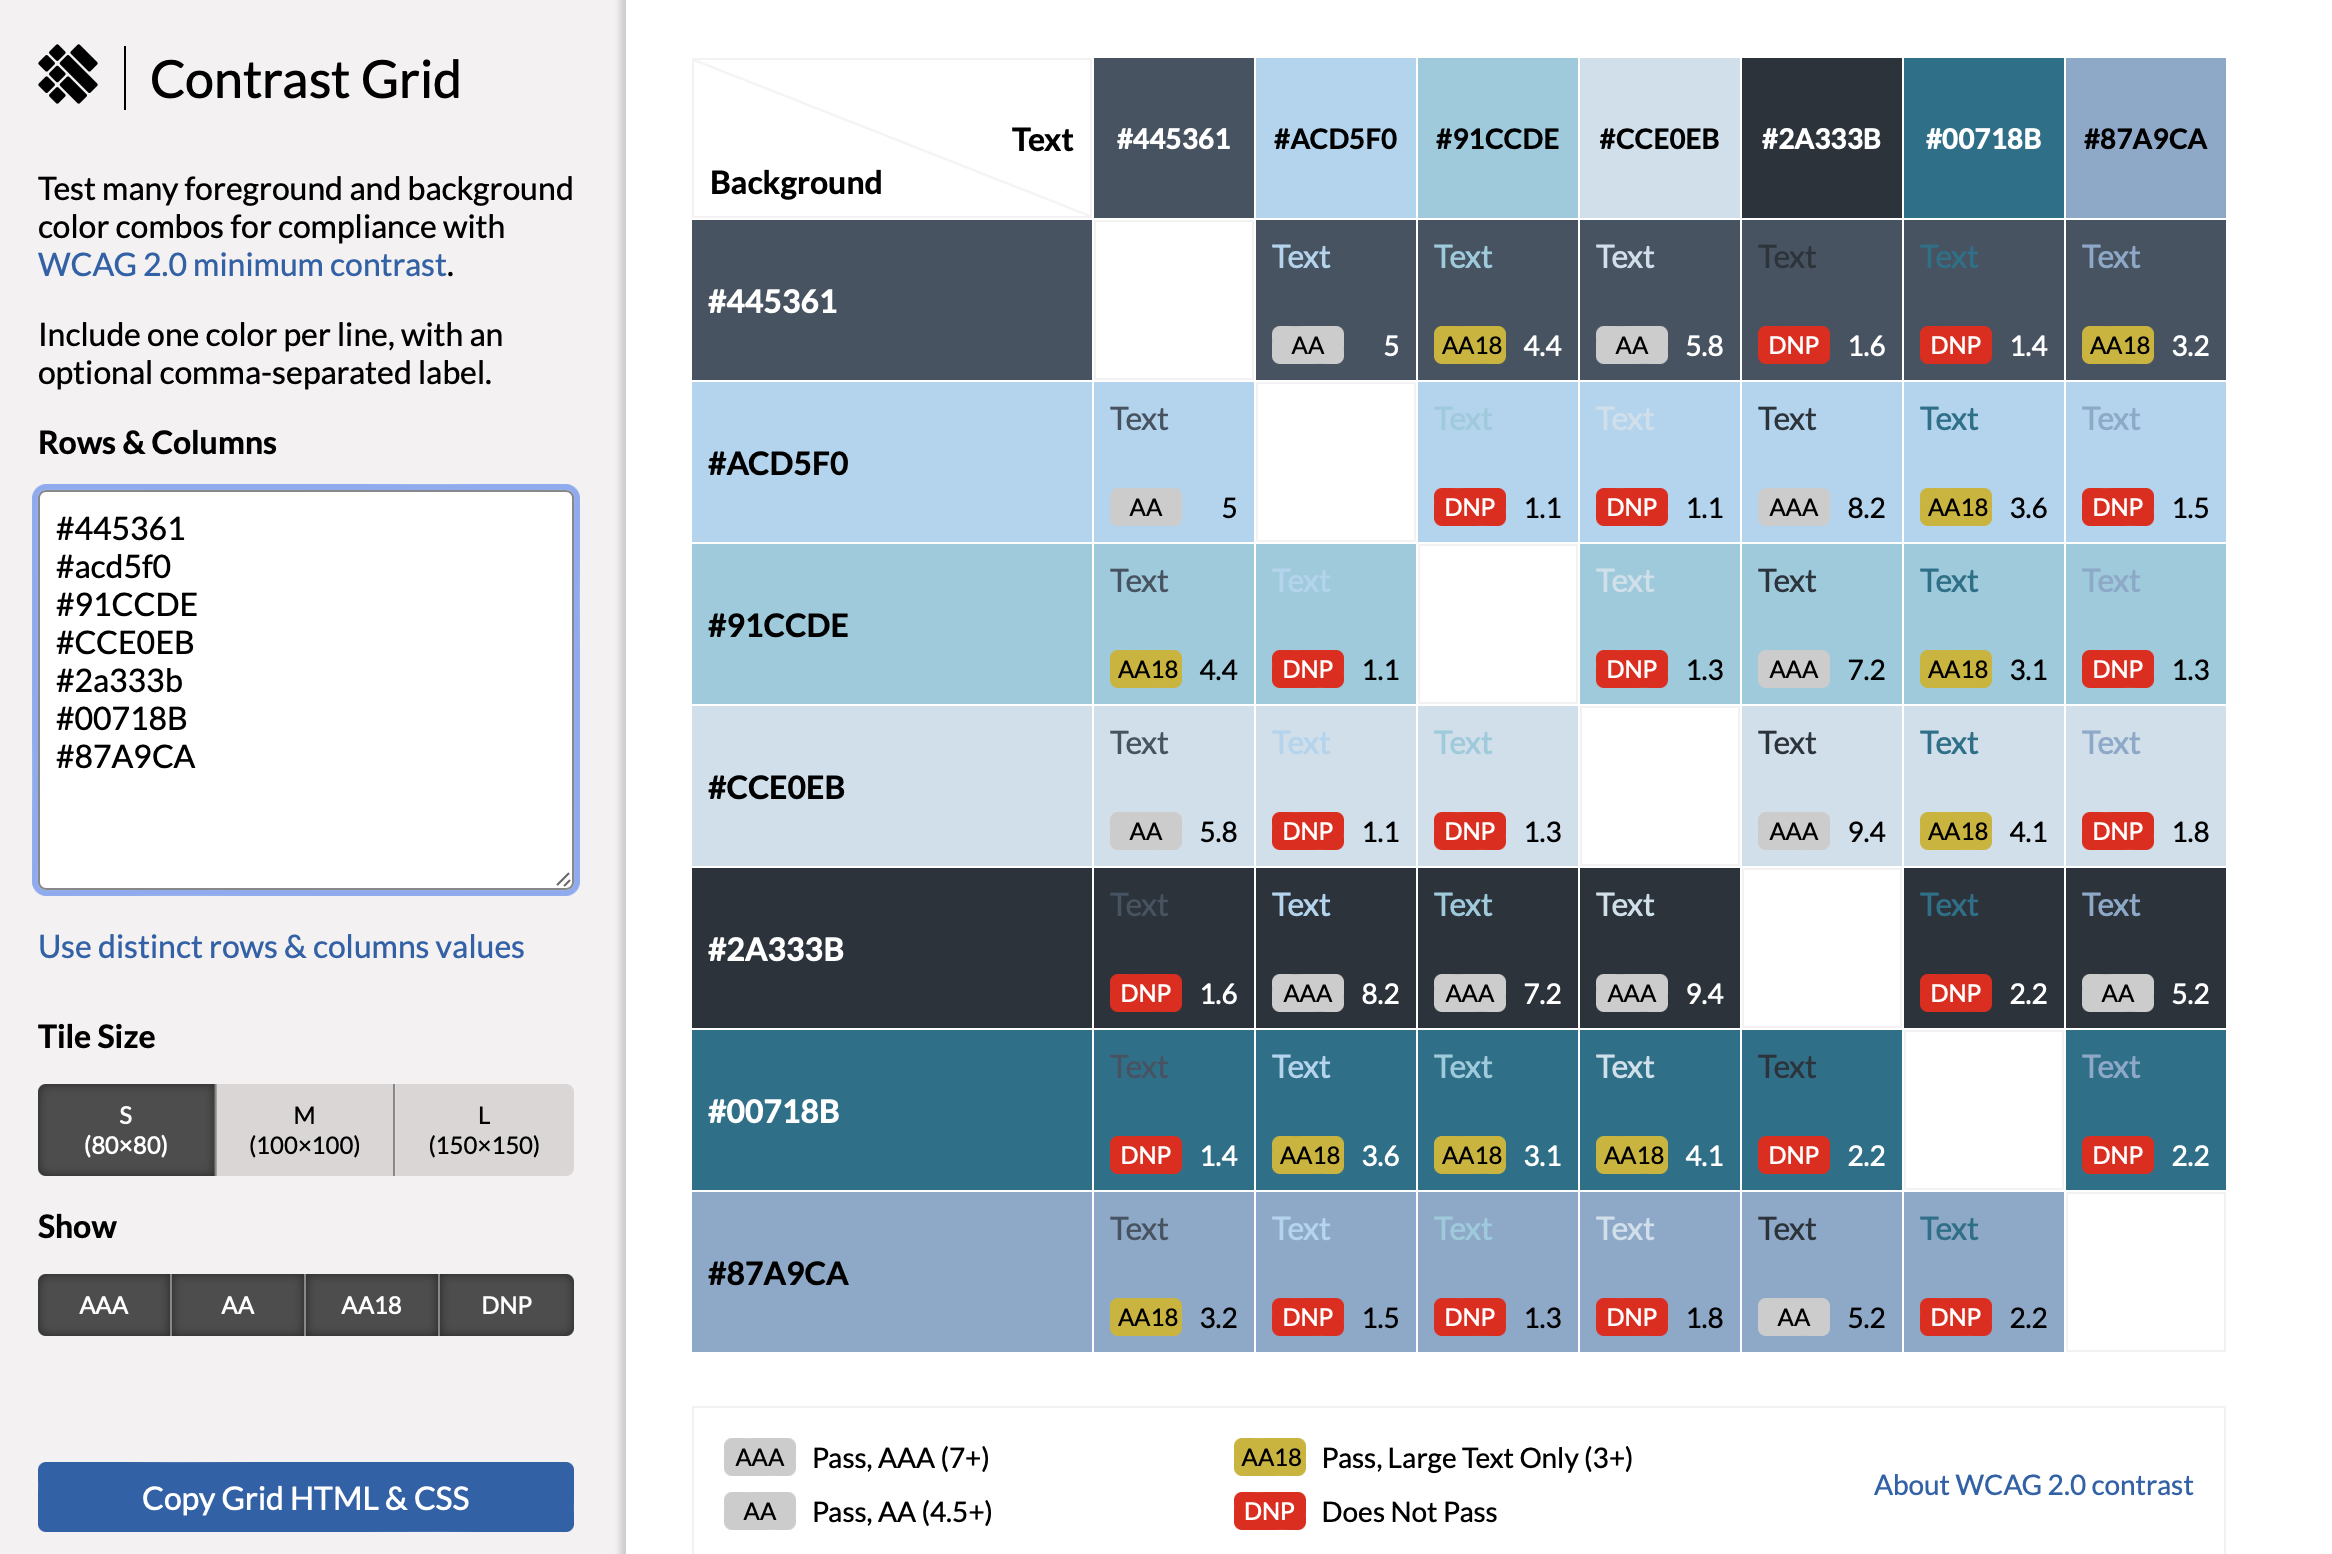 Contrast Grid
Test many foreground and background
color combos for compliance with
WCAG 2.0 minimum contrast.
Include one color per line, with an
optional comma-separated label.
Rows & Columns
#445361
#acd5f0
#91CCDE
#CCE0EB
#2a333b
#00718B
#87A9CA
Use distinct rows & columns values
Tile Size
S M L
(80×80) (100×100) (150×150)
Show
AAA AA AA18 DNP
Copy Grid HTML & CSS
Text #445361 #ACD5F0 #91CCDE #CCE0EB #2A333B #00718B #87A9CA
Background
Text Text Text Text Text Text
#445361
AA 5 AA18 4.4 AA 5.8 DNP 1.6 DNP 1.4 AA18 3.2
Text Text Text Text Text Text
#ACD5F0
AA 5 DNP 1.1 DNP 1.1 AAA 8.2 AA18 3.6 DNP 1.5
Text Text Text Text Text Text
#91CCDE
AA18 4.4 DNP 1.1 DNP 1.3 AAA 7.2 AA18 3.1 DNP 1.3
Text Text Text Text Text Text
#CCE0EB
AA 5.8 DNP 1.1 DNP 1.3 AAA 9.4 AA18 4.1 DNP 1.8
Text Text Text Text Text Text
#2A333B
DNP 1.6 AAA 8.2 AAA 7.2 AAA 9.4 DNP 2.2 AA 5.2
Text Text Text Text Text Text
#00718B
DNP 1.4 AA18 3.6 AA18 3.1 AA18 4.1 DNP 2.2 DNP 2.2
Text Text Text Text Text Text
#87A9CA
AA18 3.2 DNP 1.5 DNP 1.3 DNP 1.8 AA 5.2 DNP 2.2
AAA Pass, AAA (7+) AA18 Pass, Large Text Only (3+)
About WCAG 2.0 contrast
AA Pass, AA (4.5+) DNP Does Not Pass